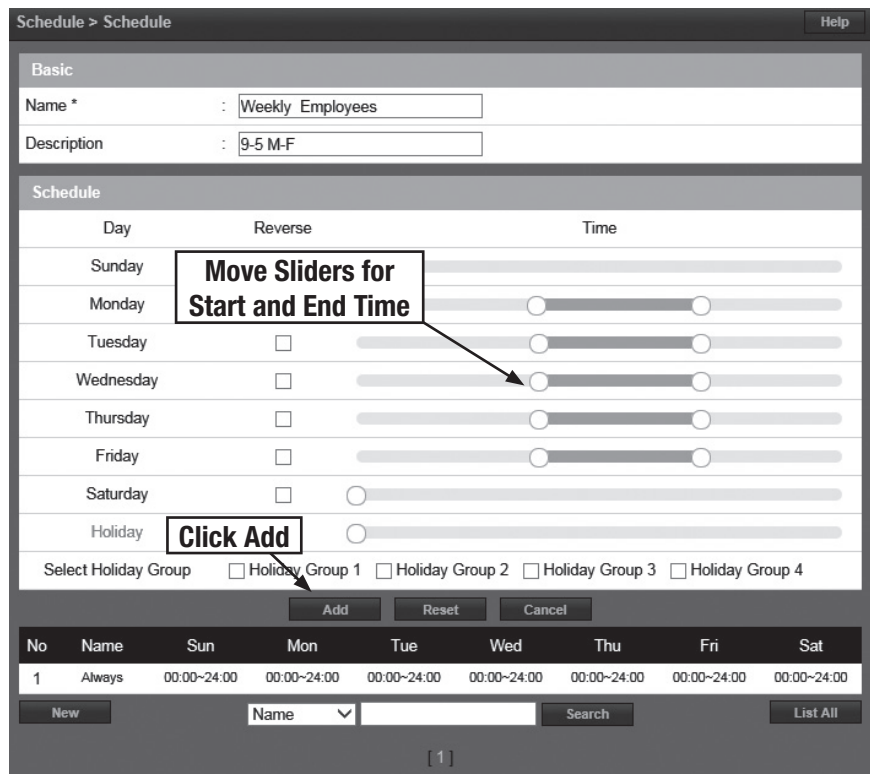 Schedule > Schedule Help
Basic
Name * : Weekly Employees
Description : 9-5 M-F
Schedule
Day Reverse Time
Sunday
Move Sliders for
Start and End Time
Monday
Tuesday
Wednesday
Thursday
Friday
Saturday
Holiday
Click Add
Select Holiday Group Holiday Group 1 Holiday Group 2 Holiday Group 3 Holiday Group 4
Add Reset Cancel
No Name Sun Mon Tue Wed Thu Fri Sat
1 Always 00:00~24:00 00:00~24:00 00:00~24:00 00:00~24:00 00:00~24:00 00:00~24:00 00:00~24:00
New Name Search List All
[ 1 ]